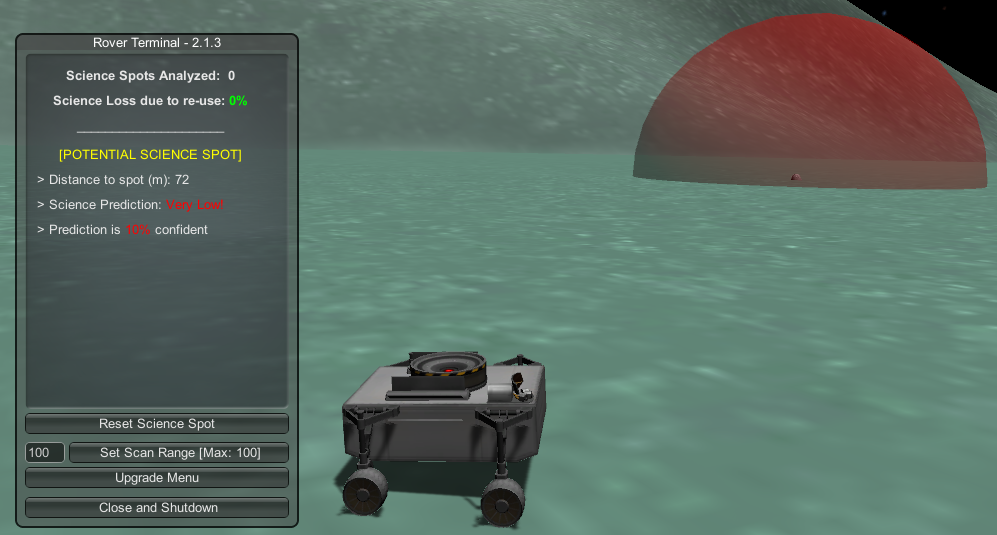 Rover Terminal - 2.1.3
Science Spots Analyzed: 0
Science Loss due to re-use: 0%
[POTENTIAL SCIENCE SPOT]
> Distance to spot (m): 72
> Science Prediction: Very Low!
> Prediction is 10% confident
Reset Science Spot
100 Set Scan Range [Max: 100]
Upgrade Menu
Close and Shutdown